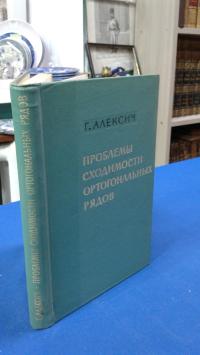 Г. АЛЕКСИЧ
ПРОБЛЕМЫ
СХОДИМОСТИ
ОРТОГОНАЛЬНЫХ
РЯДОВ
Г. АЛЕКСИЧ · ПРОБЛЕМЫ СХОДИМОСТИ ОРТОГОНАЛЬНЫХ РЯДОВ